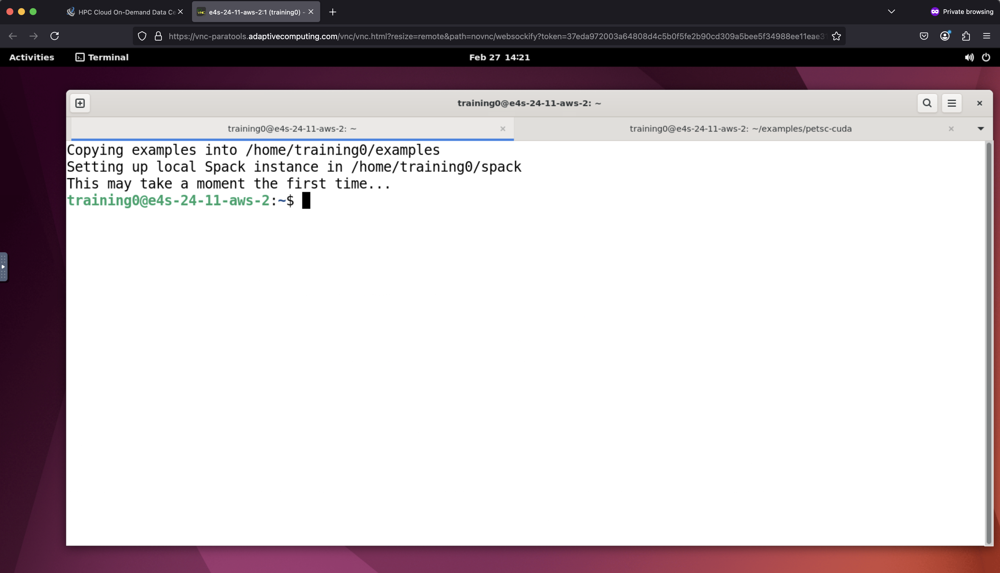 HPC Cloud On-Demand Data Ce
e4s-24-11-aws-2:1 (training0) -
Private browsing
https://vnc-paratools.adaptivecomputing.com/vnc/vnc.html?resize=remote&path=novnc/websockify?token=37eda972003a64808d4c5b0f5fe2b90cd309a5bee5f34988ee11eae3
Activities
Terminal
Feb 27 14:21
training0@e4s-24-11-aws-2: ~
training0@e4s-24-11-aws-2: ~
training0@e4s-24-11-aws-2: ~/examples/petsc-cuda
Copying examples into /home/training0/examples
Setting up local Spack instance in /home/training0/spack
This may take a moment the first time...
training0@e4s-24-11-aws-2:~$